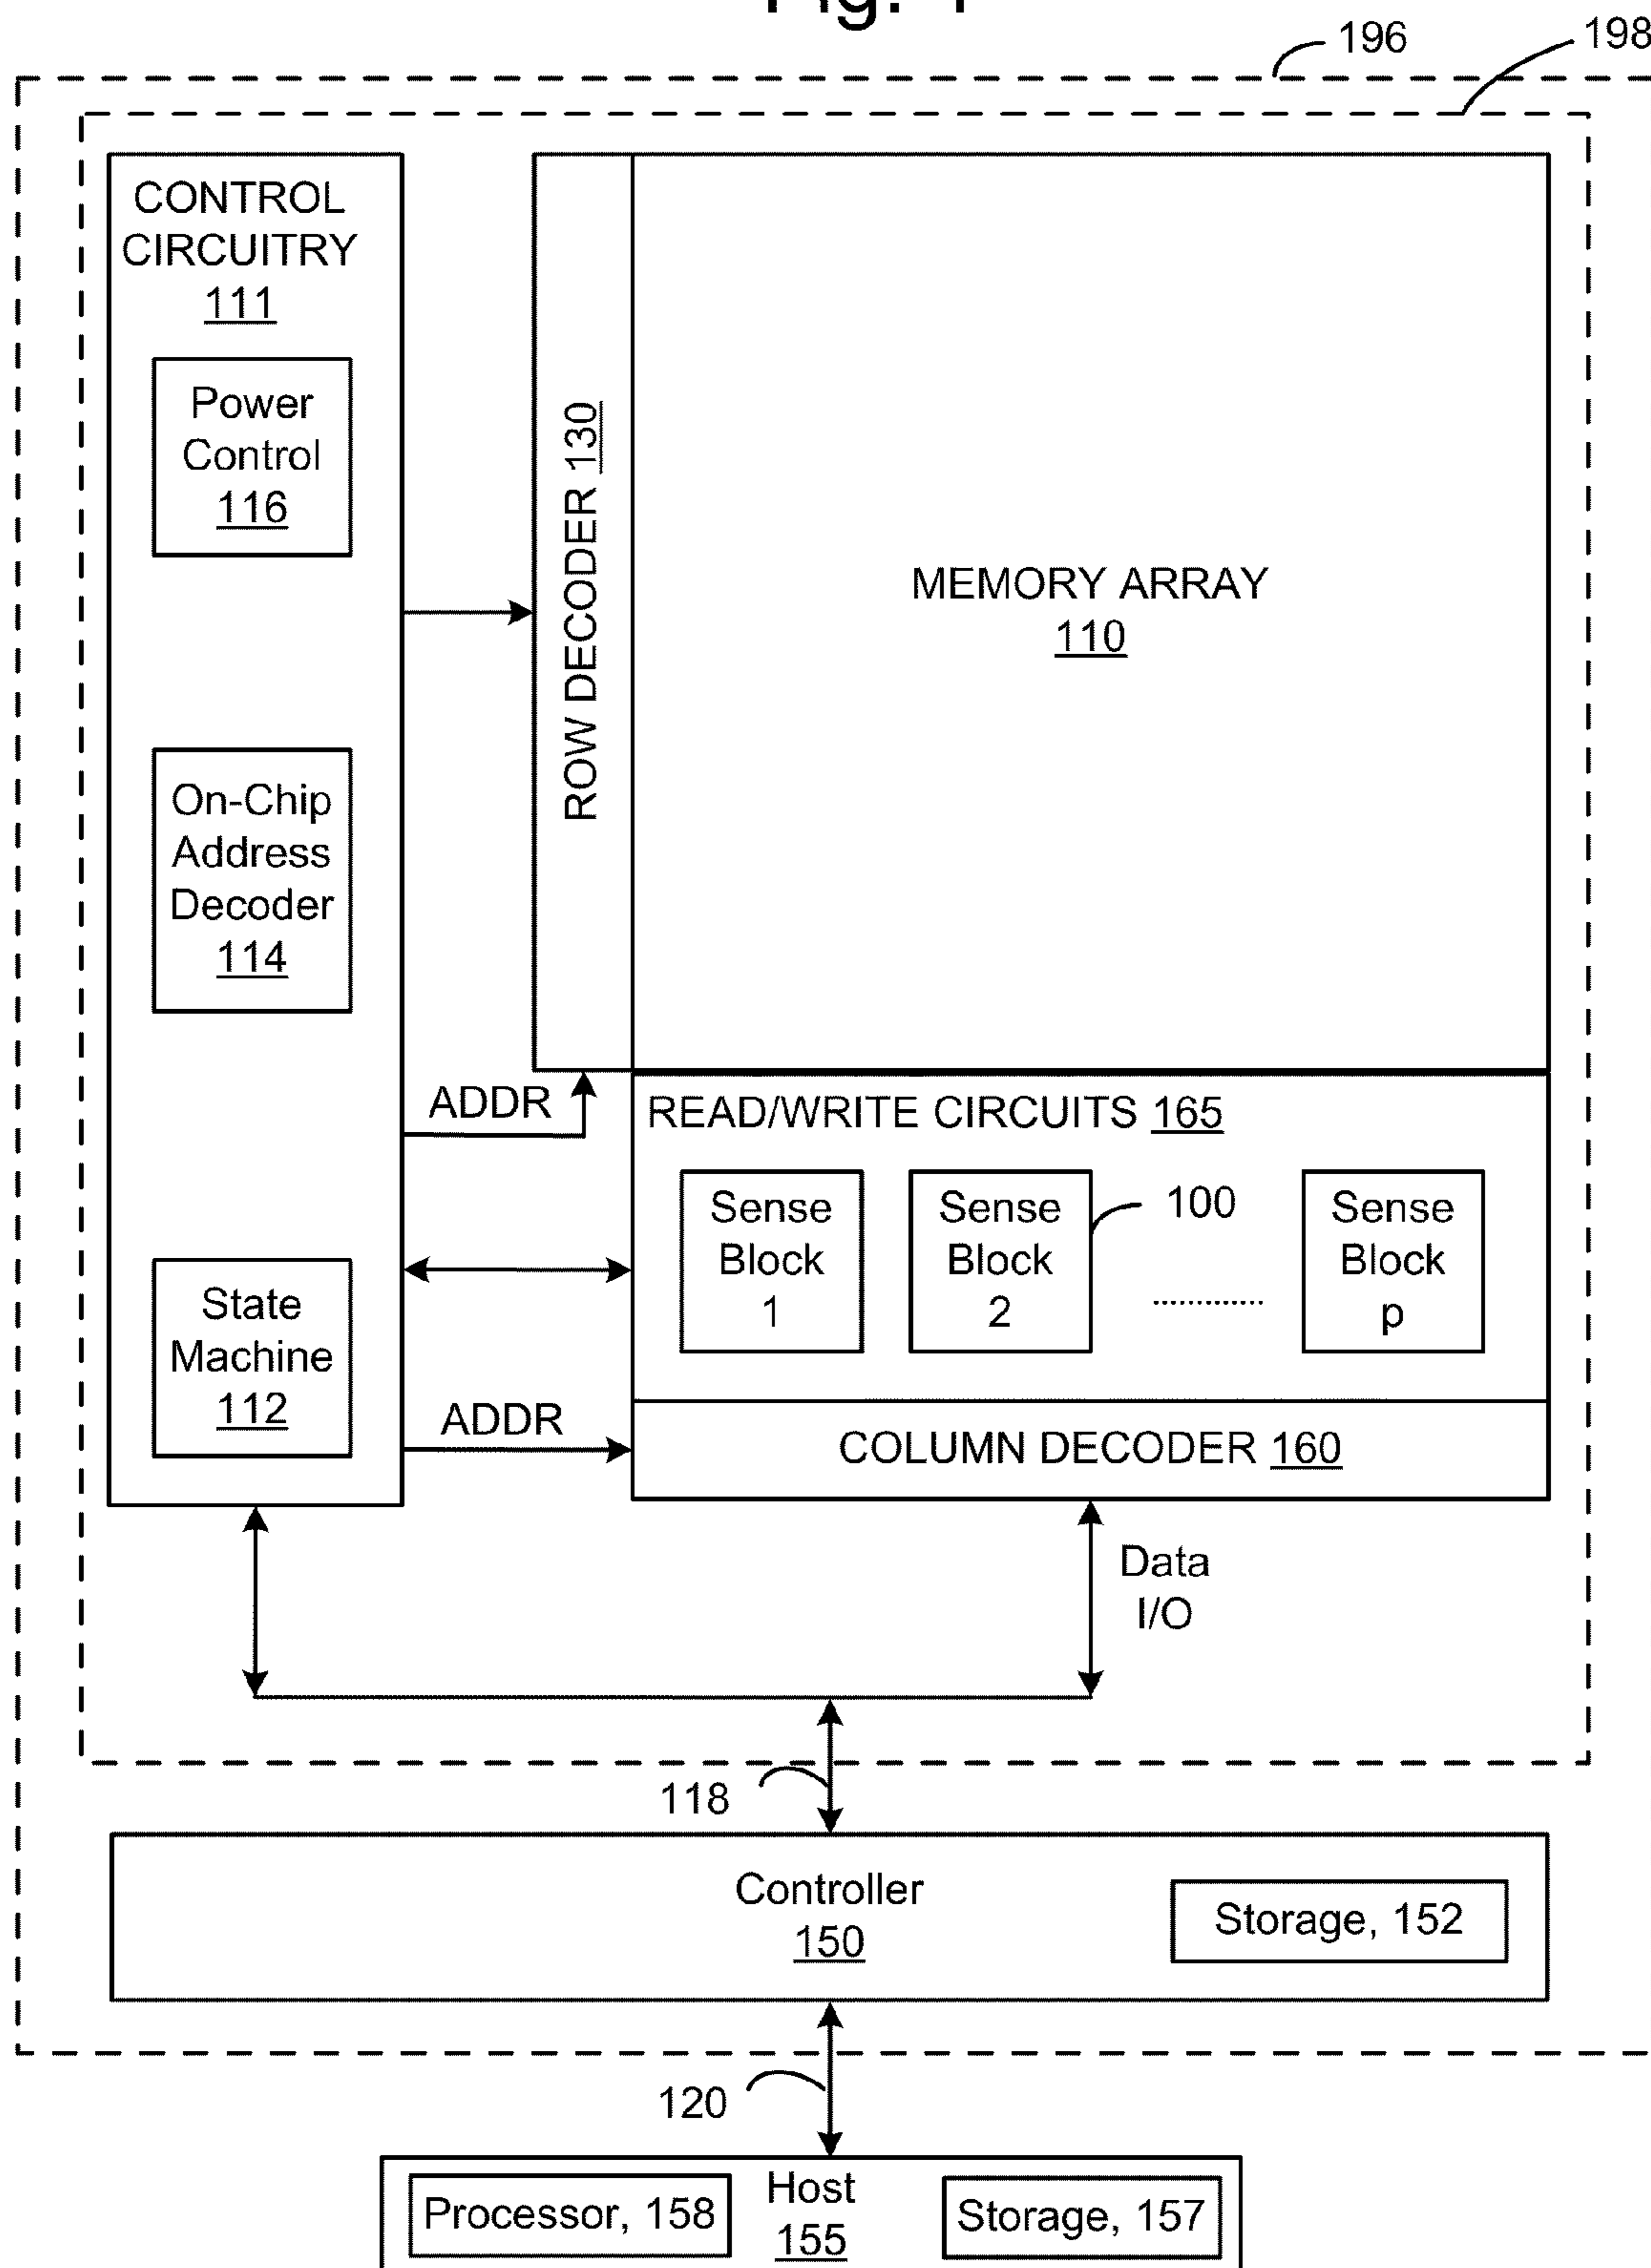 196
198
CONTROL
CIRCUITRY
111
Power
Control
116
On-Chip
Address
Decoder
114
State
Machine
112
ROW DECODER 130
MEMORY ARRAY
110
ADDR
READ/WRITE CIRCUITS 165
Sense
Block
1
Sense
Block
2
100
............
Sense
Block
p
ADDR
COLUMN DECODER 160
Data
I/O
118
Controller
150
Storage, 152
120
Host
155
Processor, 158
Storage, 157